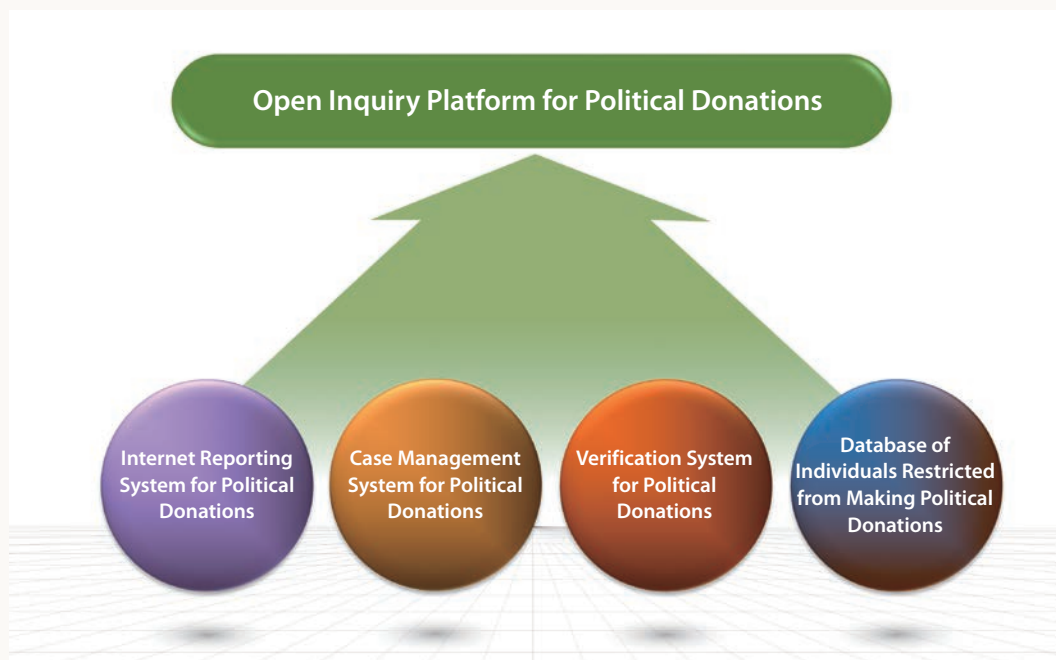 Open Inquiry Platform for Political Donations
Internet Reporting
System for Political
Donations
Case Management
System for Political
Donations
Verification System
for Political
Donations
Database of
Individuals Restricted
from Making Political
Donations